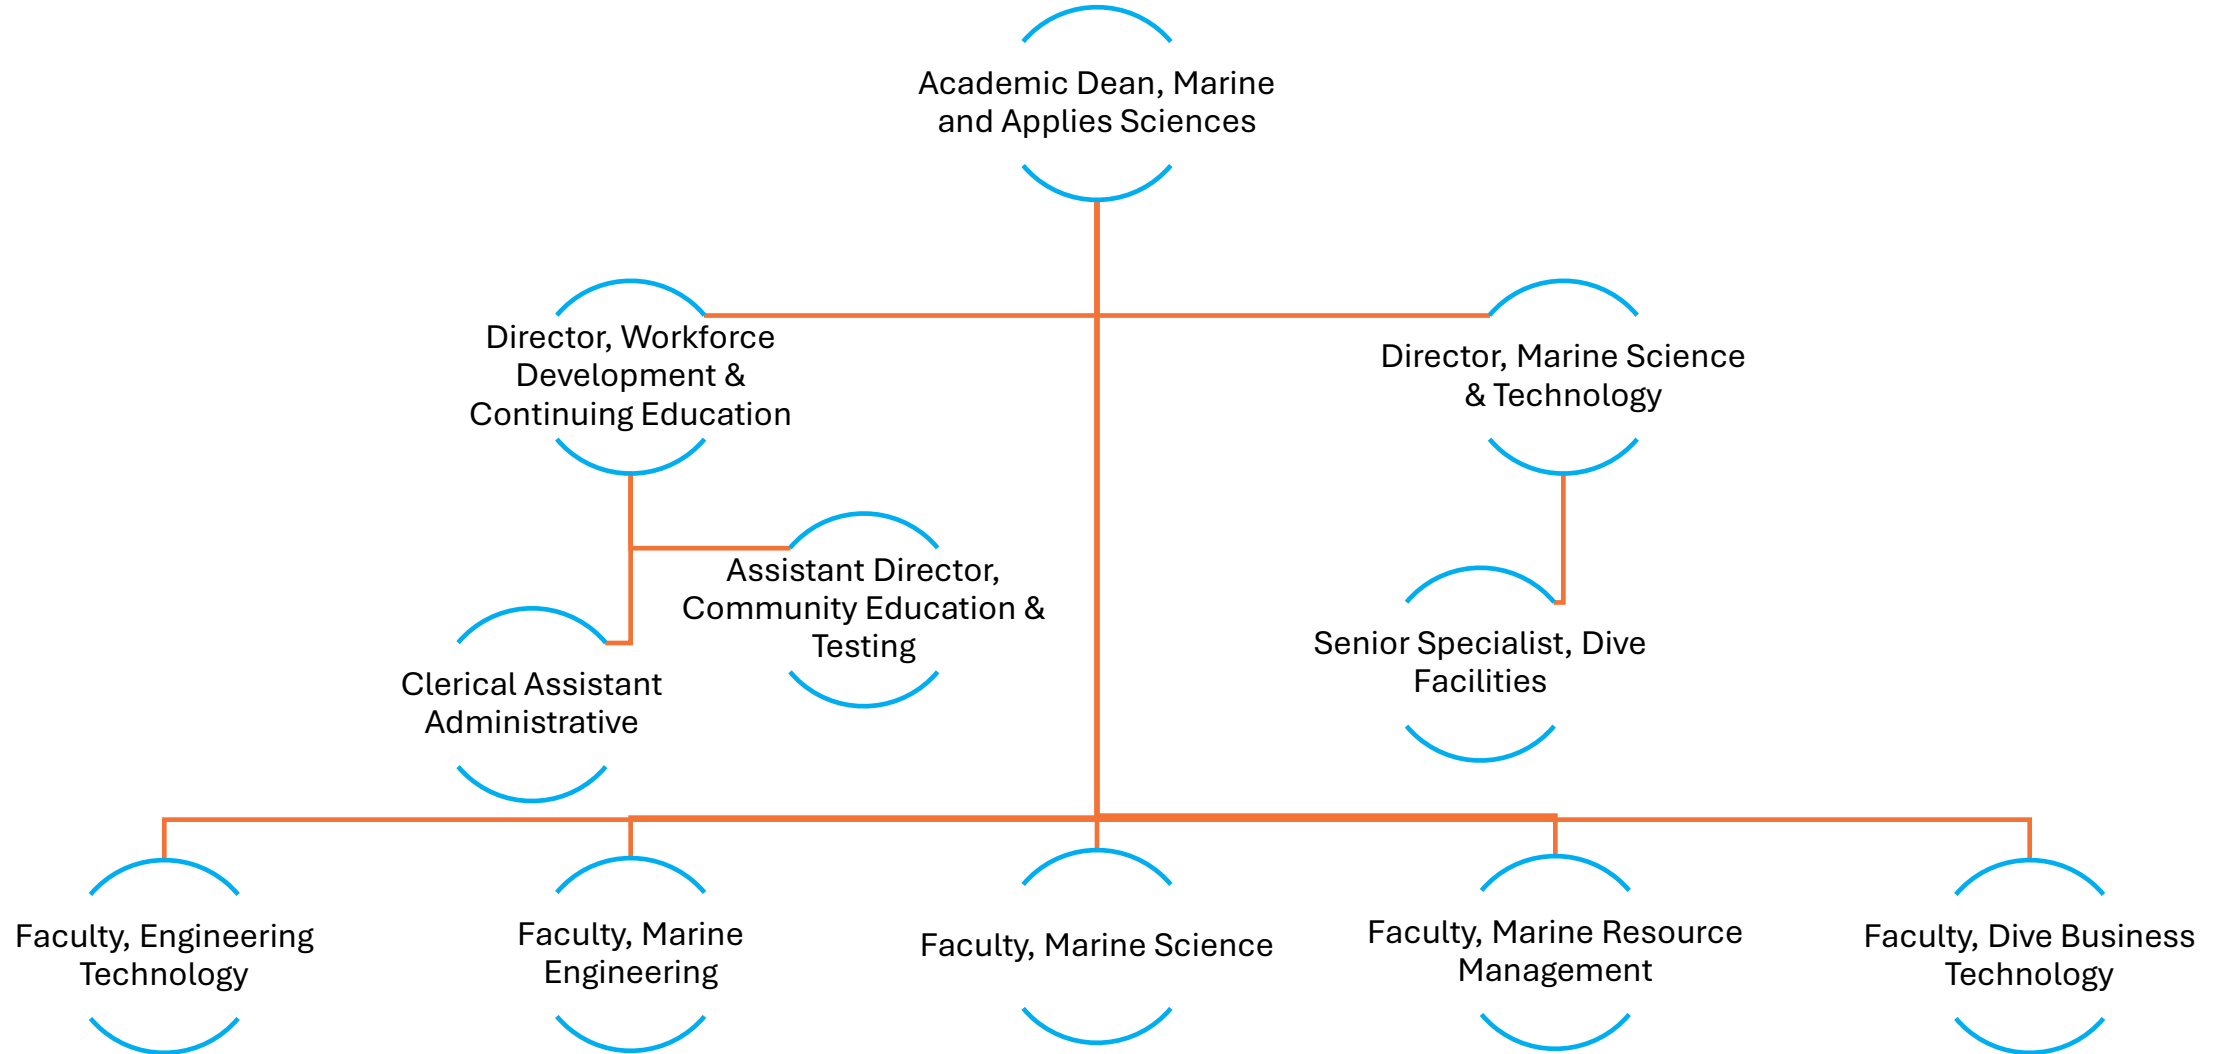 Academic Dean, Marine
and Applies Sciences
Director, Workforce
Development &
Continuing Education
Director, Marine Science
& Technology
Assistant Director,
Community Education &
Testing
Clerical Assistant
Administrative
Senior Specialist, Dive
Facilities
Faculty, Engineering
Technology
Faculty, Marine
Engineering
Faculty, Marine Science
Faculty, Marine Resource
Management
Faculty, Dive Business
Technology